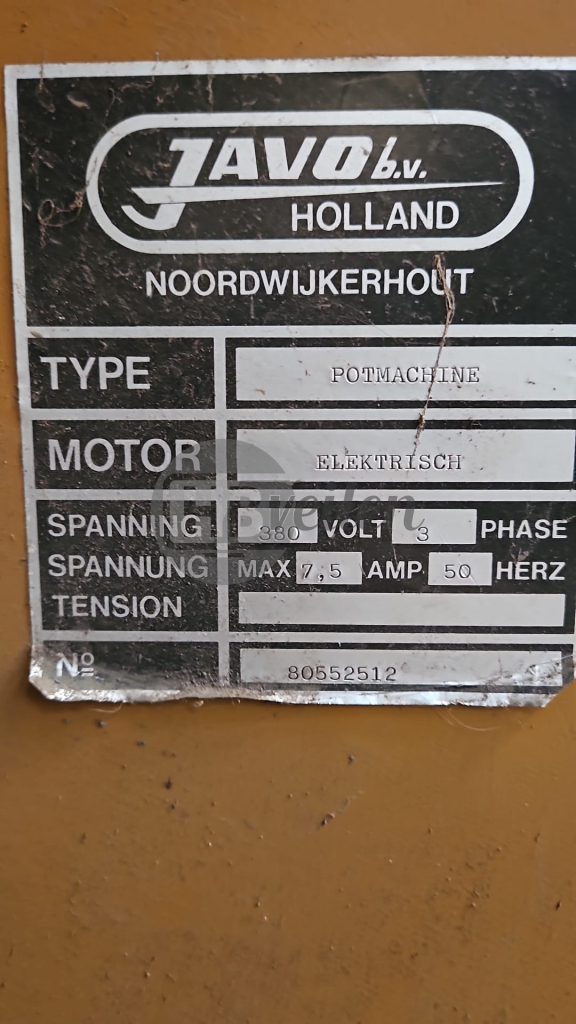 JAVO b.v.
HOLLAND
NOORDWIJKERHOUT
TYPE POTMACHINE
MOTOR ELEKTRISCH
SPANNING 380 VOLT 3 PHASE
SPANNUNG MAX 7,5 AMP 50 HERZ
TENSION
Nº 80552512
veilen